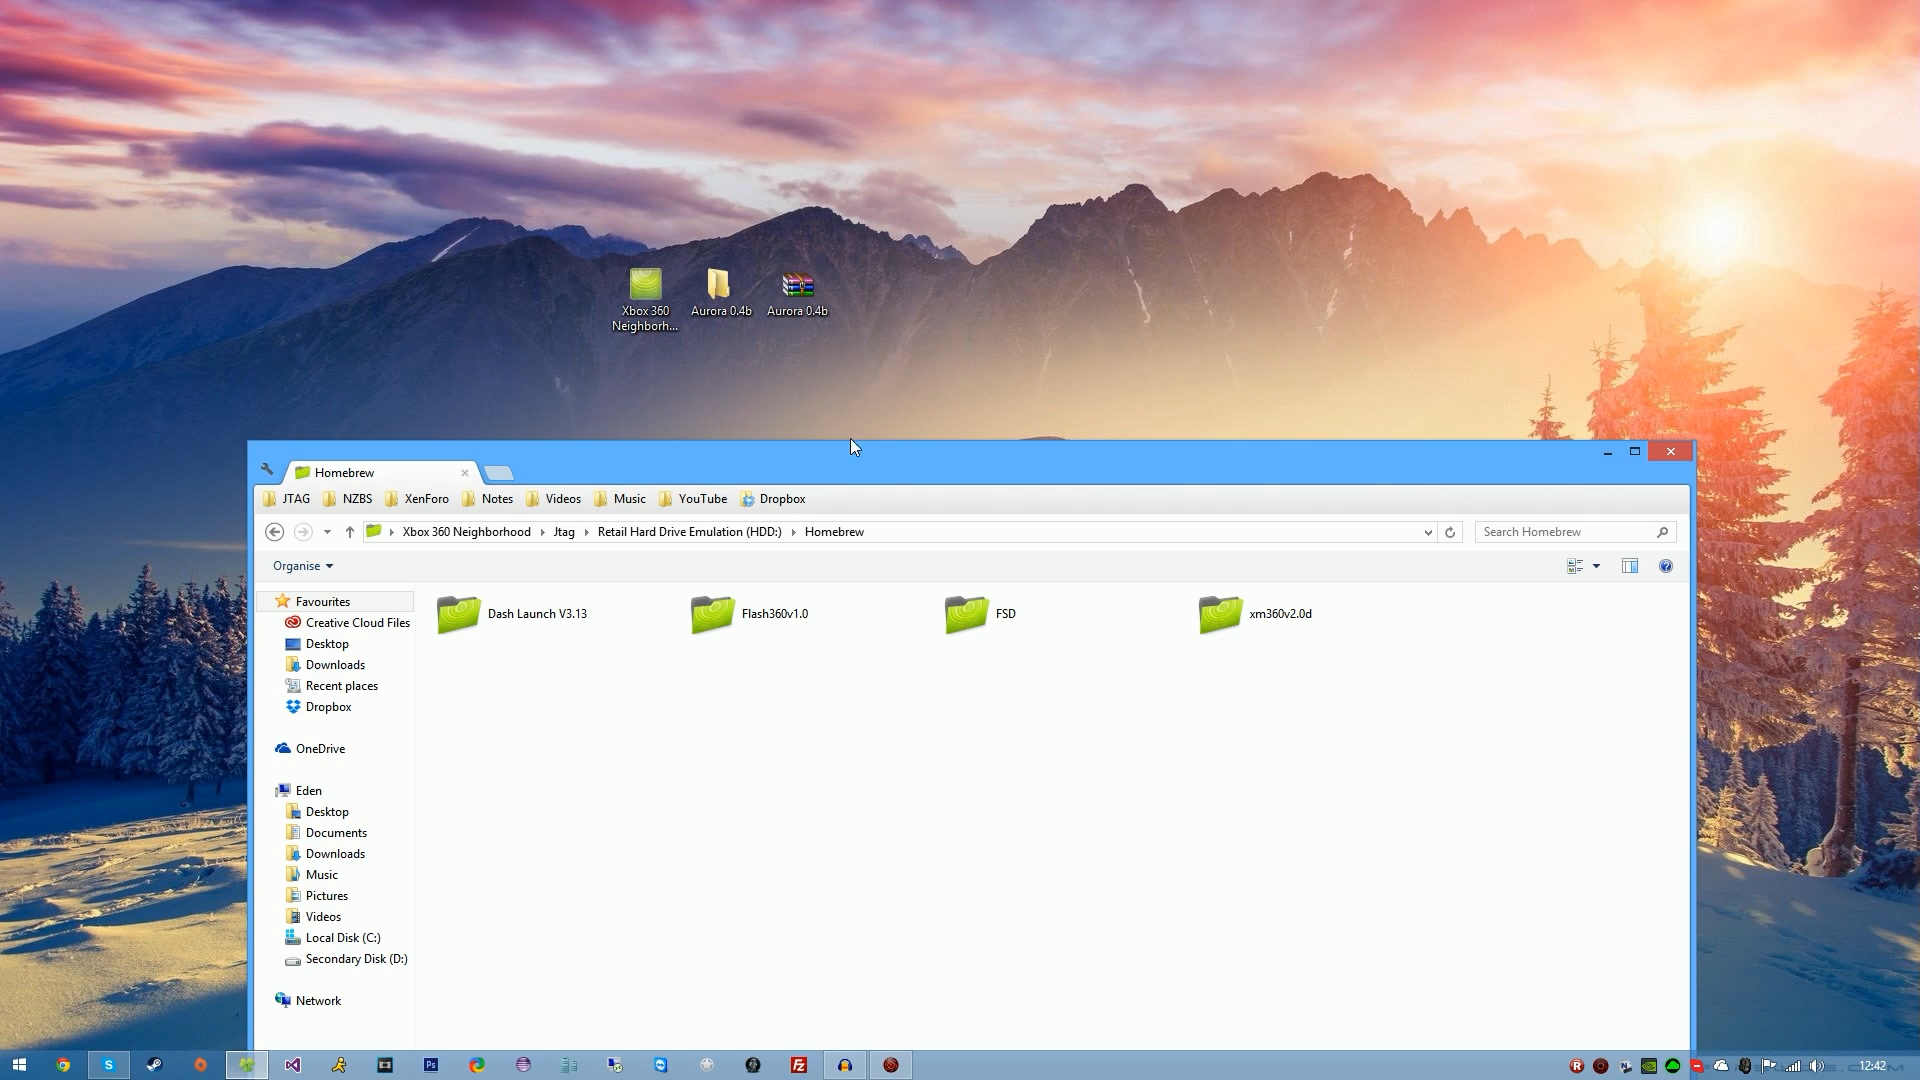 Xbox 360
Neighborh...
Aurora 0.4b
Aurora 0.4b
Homebrew
JTAG
NZBS
XenForo
Notes
Videos
Music
YouTube
Dropbox
Xbox 360 Neighborhood
Jtag
Retail Hard Drive Emulation (HDD:)
Homebrew
Search Homebrew
Organise
Favourites
Creative Cloud Files
Desktop
Downloads
Recent places
Dropbox
OneDrive
Eden
Desktop
Documents
Downloads
Music
Pictures
Videos
Local Disk (C:)
Secondary Disk (D:)
Network
Dash Launch V3.13
Flash360v1.0
FSD
xm360v2.0d
Ps
Fz
12:42